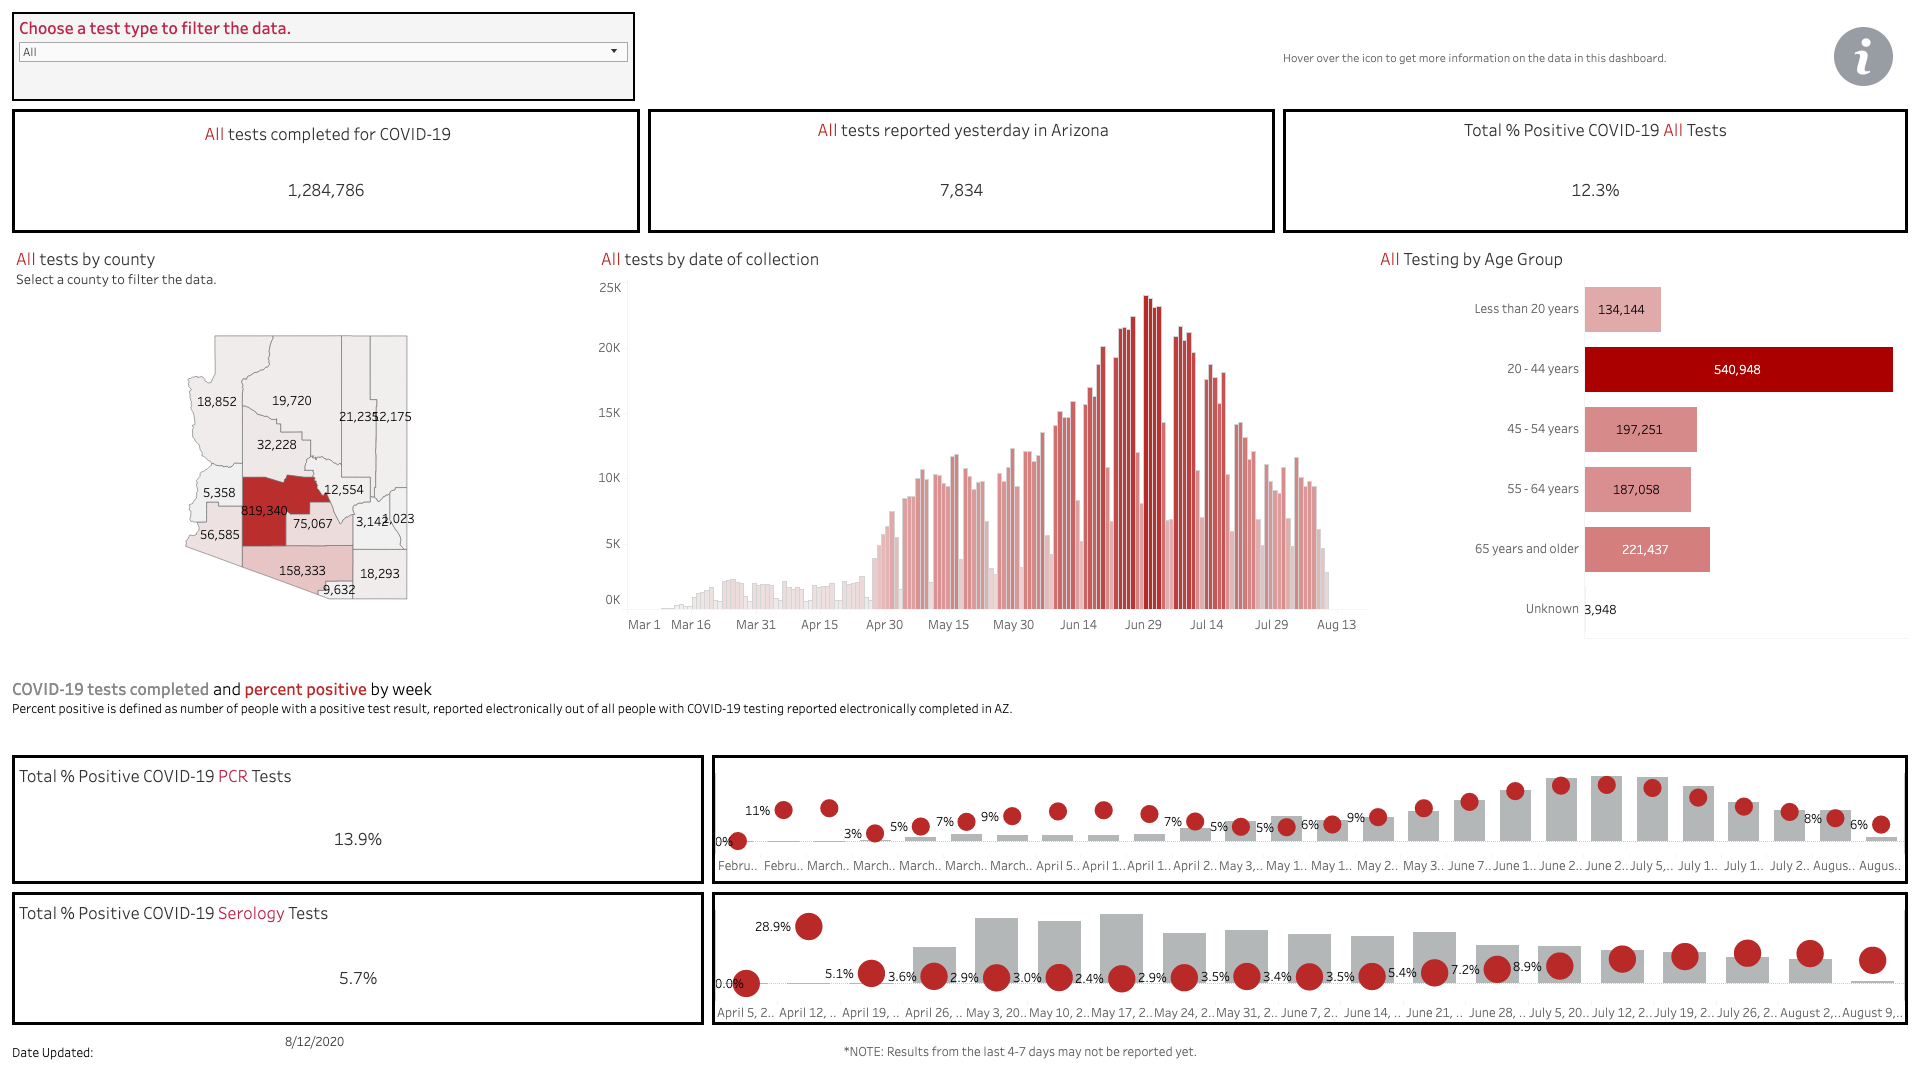 Choose a test type to filter the data.
All
Hover over the icon to get more information on the data in this dashboard.
i
All tests completed for COVID-19
1,284,786
All tests reported yesterday in Arizona
7,834
Total % Positive COVID-19 All Tests
12.3%
All tests by county
Select a county to filter the data.
18,852
19,720
32,228
5,358
12,554
819,340
75,067
56,585
158,333
18,293
9,632
All tests by date of collection
25K
20K
15K
10K
5K
0K
Mar 1 Mar 16 Mar 31 Apr 15 Apr 30 May 15 May 30 Jun 14 Jun 29 Jul 14 Jul 29 Aug 13
All Testing by Age Group
Less than 20 years 134,144
20 - 44 years 540,948
45 - 54 years 197,251
55 - 64 years 187,058
65 years and older 221,437
Unknown 3,948
COVID-19 tests completed and percent positive by week
Percent positive is defined as number of people with a positive test result, reported electronically out of all people with COVID-19 testing reported electronically completed in AZ.
Total % Positive COVID-19 PCR Tests
13.9%
0% 11% 3% 5% 7% 9% 7% 5% 5% 6% 9% 8% 6%
Febru.. Febru.. March.. March.. March.. March.. March.. April 5.. April 1.. April 1.. April 2.. May 3,.. May 1.. May 1.. May 2.. May 3.. June 7.. June 1.. June 2.. June 2.. July 5,.. July 1.. July 1.. July 2.. Augus.. Augus..
Total % Positive COVID-19 Serology Tests
5.7%
0.0% 28.9% 5.1% 3.6% 2.9% 3.0% 2.4% 2.9% 3.5% 3.4% 3.5% 5.4% 7.2% 8.9%
April 5, 2.. April 12, .. April 19, .. April 26, .. May 3, 20.. May 10, 2.. May 17, 2.. May 24, 2.. May 31, 2.. June 7, 2.. June 14, .. June 21, .. June 28, .. July 5, 20.. July 12, 2.. July 19, 2.. July 26, 2.. August 2,.. August 9,..
Date Updated:
8/12/2020
*NOTE: Results from the last 4-7 days may not be reported yet.